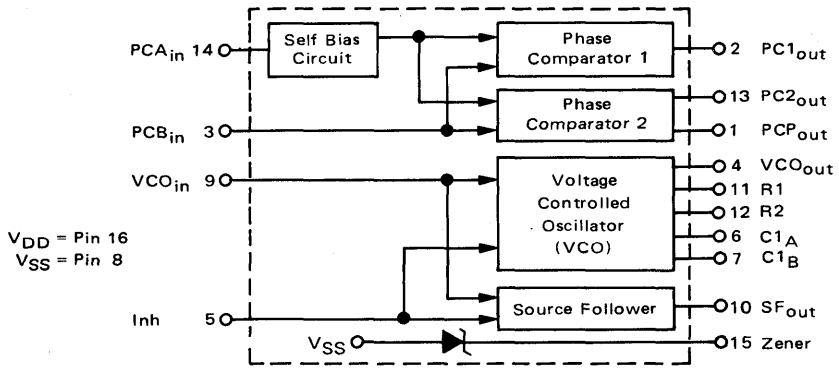 PCAin 14
Self Bias
Circuit
Phase
Comparator 1
2 PC1out
Phase
Comparator 2
13 PC2out
PCBin 3
1 PCPout
VCOin 9
Voltage
Controlled
Oscillator
(VCO)
4 VCOout
11 R1
12 R2
6 C1A
7 C1B
VDD = Pin 16
VSS = Pin 8
Inh 5
Source Follower
10 SFout
VSS
15 Zener